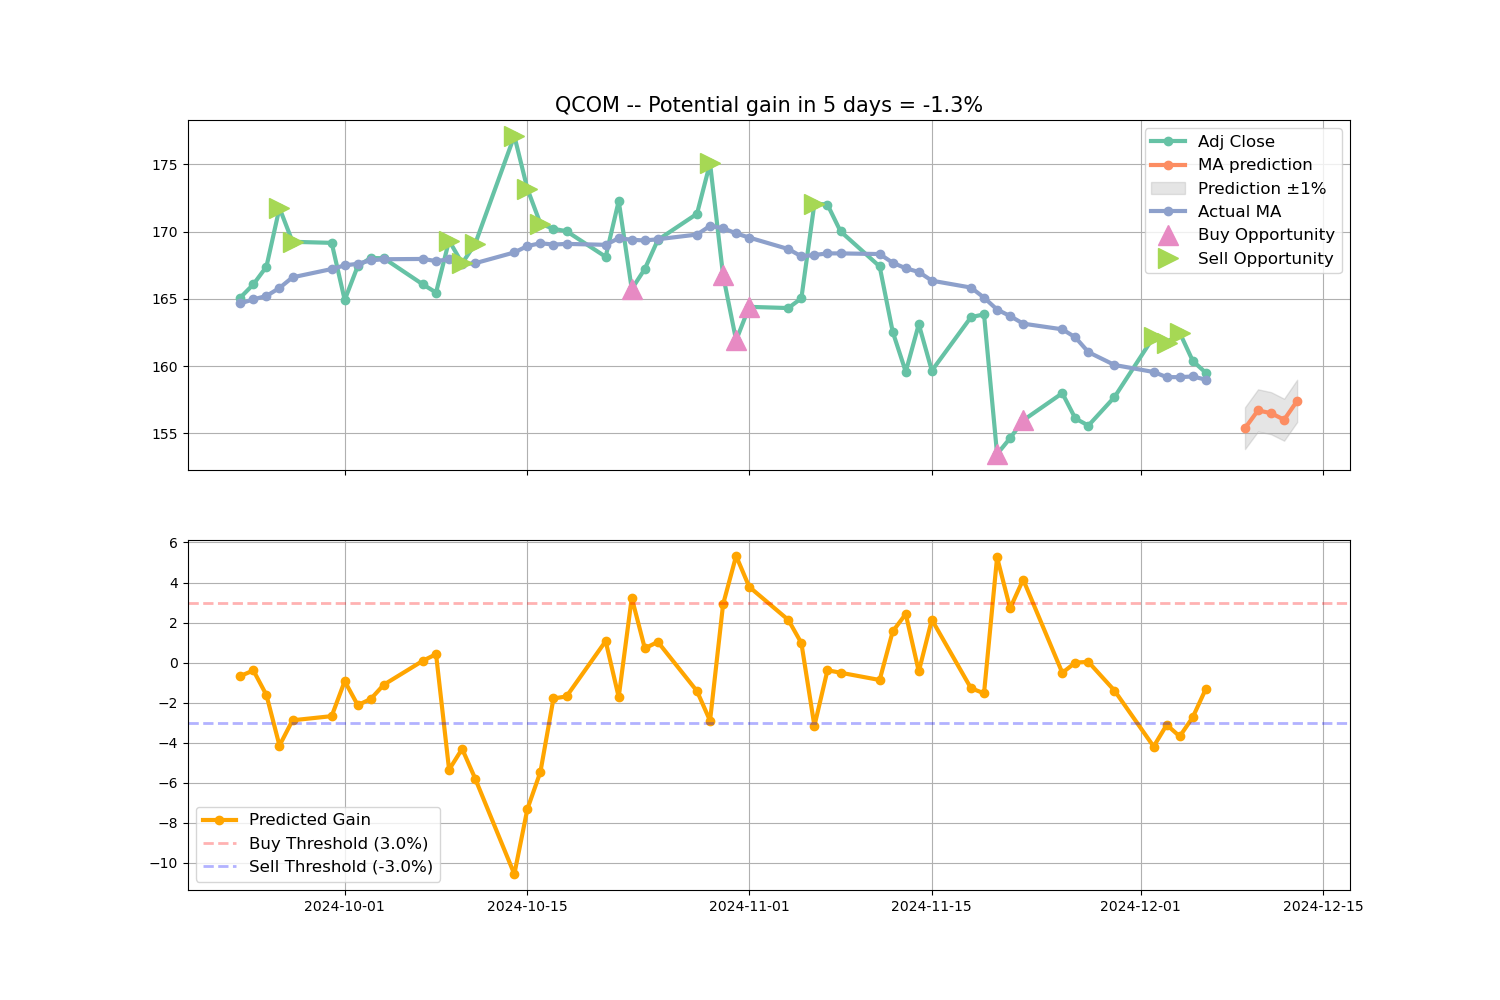 QCOM -- Potential gain in 5 days = -1.3%
175
170
165
160
155
Adj Close
MA prediction
Prediction ±1%
Actual MA
Buy Opportunity
Sell Opportunity
6
4
2
0
−2
−4
−6
−8
−10
Predicted Gain
Buy Threshold (3.0%)
Sell Threshold (-3.0%)
2024-10-01
2024-10-15
2024-11-01
2024-11-15
2024-12-01
2024-12-15